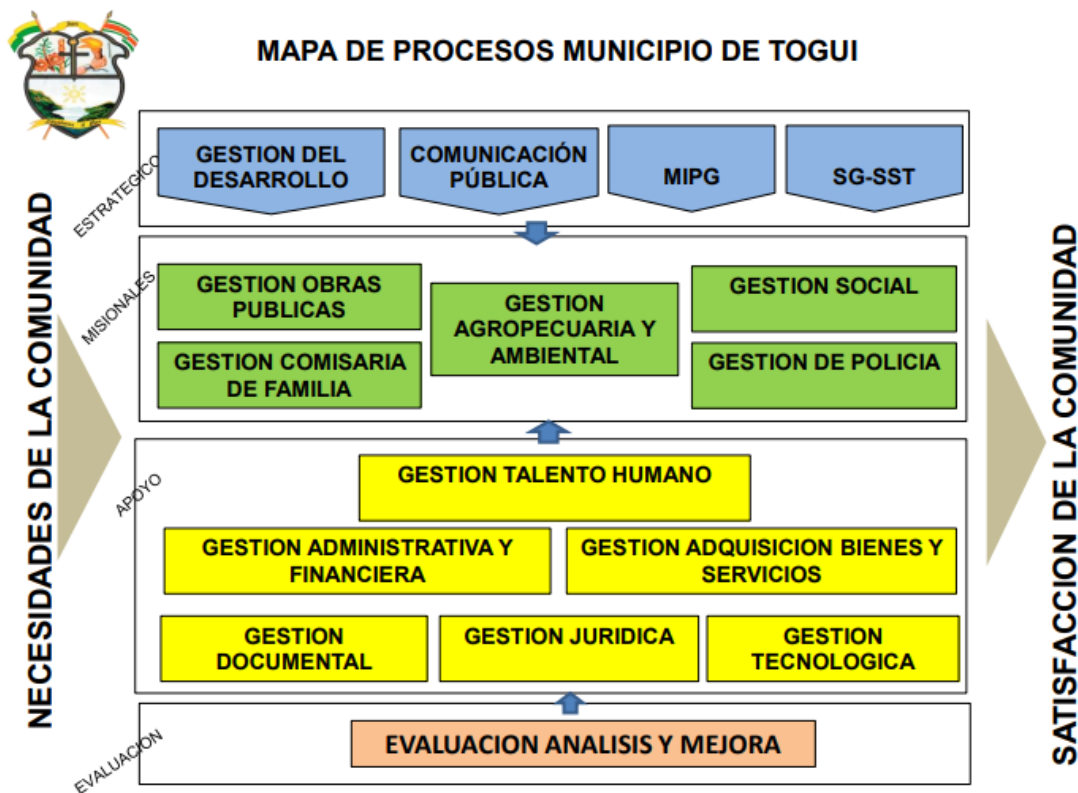 MAPA DE PROCESOS MUNICIPIO DE TOGUI
NECESIDADES DE LA COMUNIDAD
ESTRATEGICO
GESTION DEL
DESARROLLO
COMUNICACIÓN
PÚBLICA
MIPG
SG-SST
MISIONALES
GESTION OBRAS
PUBLICAS
GESTION COMISARIA
DE FAMILIA
GESTION
AGROPECUARIA Y
AMBIENTAL
GESTION SOCIAL
GESTION DE POLICIA
APOYO
GESTION TALENTO HUMANO
GESTION ADMINISTRATIVA Y
FINANCIERA
GESTION ADQUISICION BIENES Y
SERVICIOS
GESTION
DOCUMENTAL
GESTION JURIDICA
GESTION
TECNOLOGICA
EVALUACION
EVALUACION ANALISIS Y MEJORA
SATISFACCION DE LA COMUNIDAD